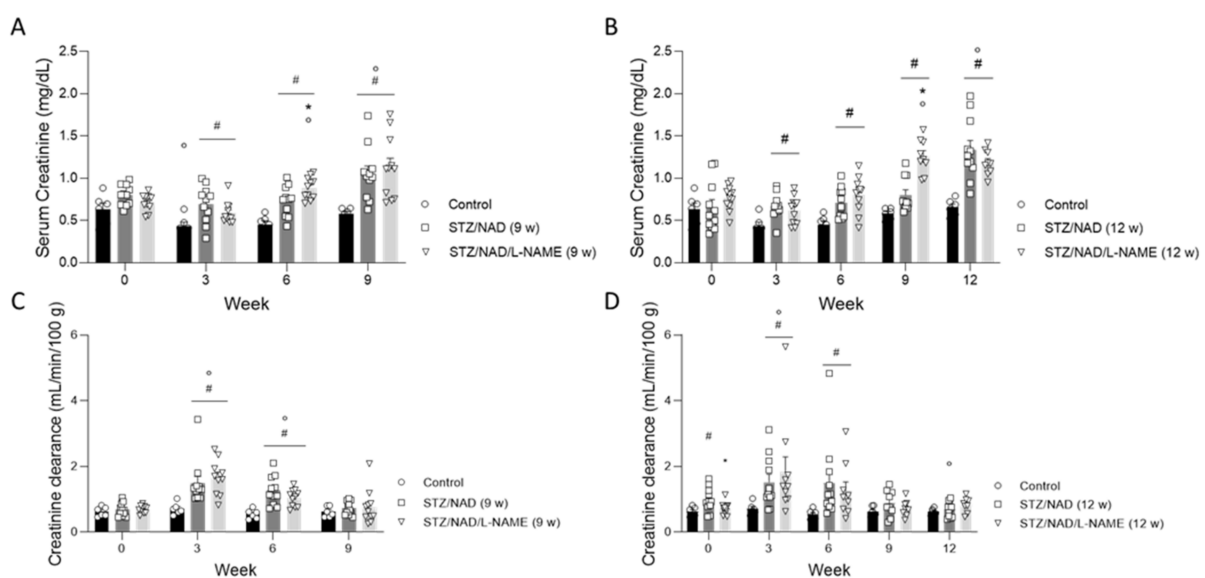 A
Serum Creatinine (mg/dL)
2.5
2.0
1.5
1.0
0.5
0.0
#
#
*
#
0 3 6 9
Week
Control
STZ/NAD (9 w)
STZ/NAD/L-NAME (9 w)
B
Serum Creatinine (mg/dL)
2.5
2.0
1.5
1.0
0.5
0.0
#
#
#
*
#
0 3 6 9 12
Week
Control
STZ/NAD (12 w)
STZ/NAD/L-NAME (12 w)
C
Creatinine clearance (mL/min/100 g)
6
4
2
0
#
#
0 3 6 9
Week
Control
STZ/NAD (9 w)
STZ/NAD/L-NAME (9 w)
D
Creatinine clearance (mL/min/100 g)
6
4
2
0
#
*
#
#
0 3 6 9 12
Week
Control
STZ/NAD (12 w)
STZ/NAD/L-NAME (12 w)